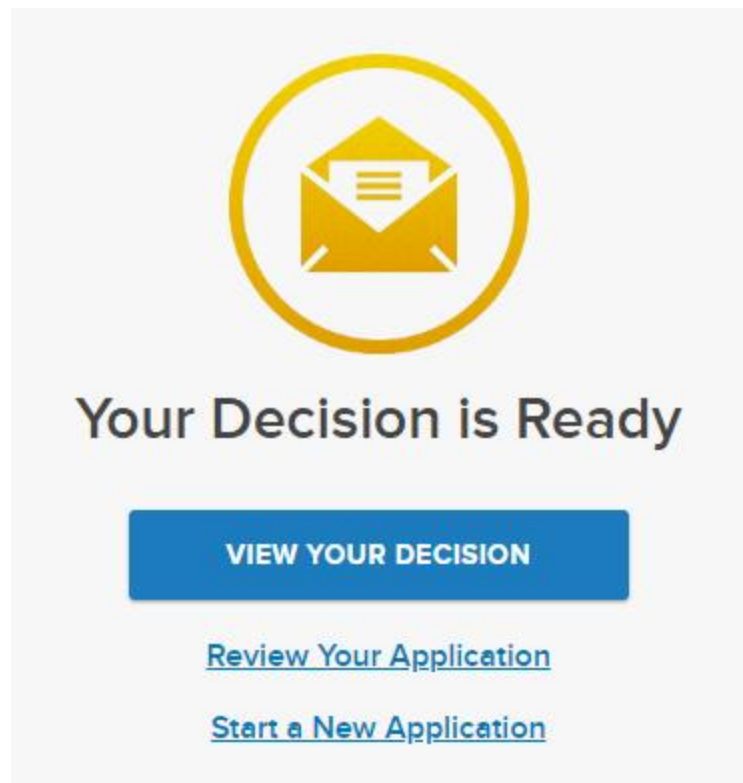 Your Decision is Ready
VIEW YOUR DECISION
Review Your Application
Start a New Application